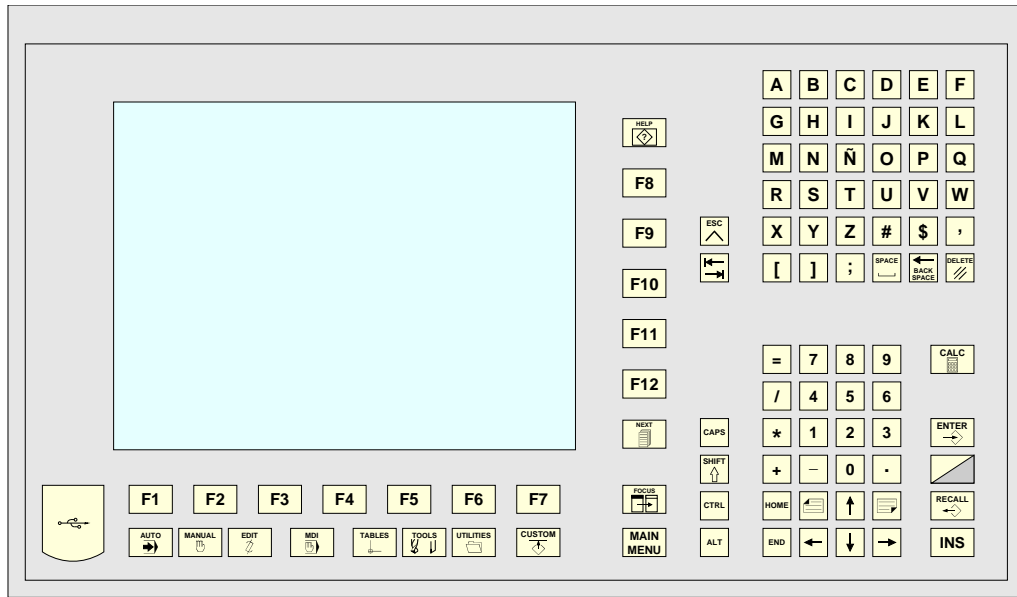 A B C D E F
HELP
?
G H I J K L
M N Ñ O P Q
F8
R S T U V W
F9
ESC
X Y Z # $ ,
[ ] ; SPACE BACK SPACE DELETE
F10
F11
= 7 8 9 CALC
F12
/ 4 5 6
NEXT
CAPS
* 1 2 3 ENTER
SHIFT
+ - 0 .
F1 F2 F3 F4 F5 F6 F7
FOCUS
CTRL
HOME
RECALL
AUTO MANUAL EDIT MDI TABLES TOOLS UTILITIES CUSTOM
MAIN
MENU
ALT
END
INS